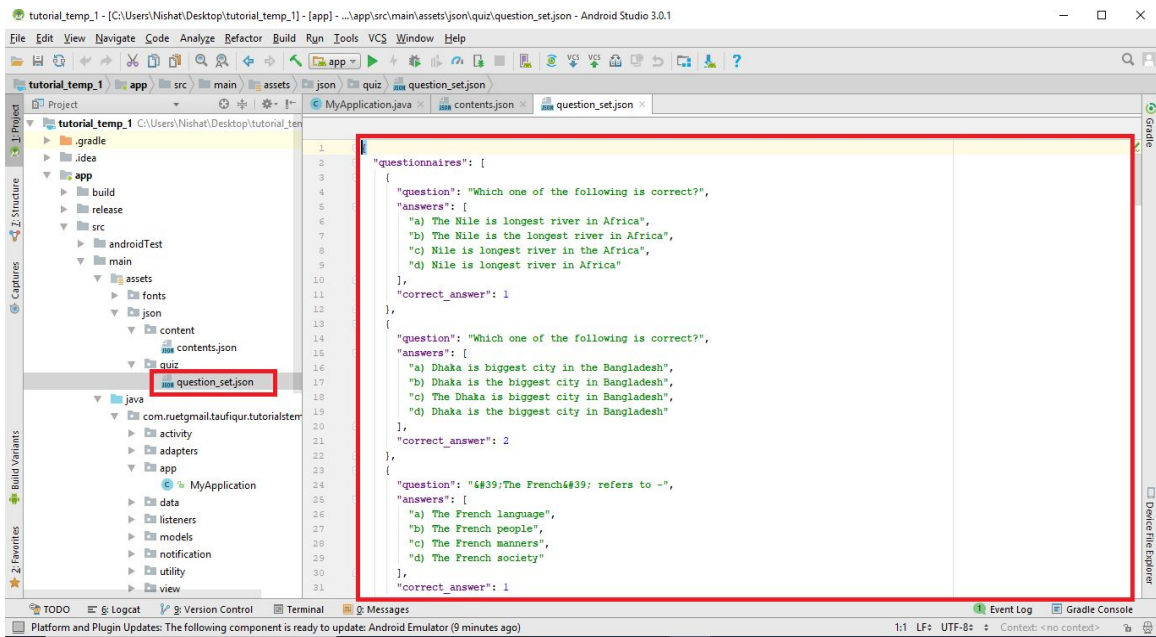 tutorial_temp_1 - [C:\Users\Nishat\Desktop\tutorial_temp_1] - [app] - ...\app\src\main\assets\json\quiz\question_set.json - Android Studio 3.0.1
File Edit View Navigate Code Analyze Refactor Build Run Tools VCS Window Help
app
VCS VCS
tutorial_temp_1 app src main assets json quiz question_set.json
Project
MyApplication.java contents.json question_set.json
1: Project
7: Structure
Captures
Build Variants
2: Favorites
tutorial_temp_1 C:\Users\Nishat\Desktop\tutorial_ten
.gradle
.idea
app
build
release
src
androidTest
main
assets
fonts
json
content
contents.json
quiz
question_set.json
java
com.ruetgmail.taufiqur.tutorialstem
activity
adapters
app
MyApplication
data
listeners
models
notification
utility
view
1 {
2 "questionnaires": [
3 {
4 "question": "Which one of the following is correct?",
5 "answers": [
6 "a) The Nile is longest river in Africa",
7 "b) The Nile is the longest river in Africa",
8 "c) Nile is longest river in the Africa",
9 "d) Nile is longest river in Africa"
10 ],
11 "correct_answer": 1
12 },
13 {
14 "question": "Which one of the following is correct?",
15 "answers": [
16 "a) Dhaka is biggest city in the Bangladesh",
17 "b) Dhaka is the biggest city in Bangladesh",
18 "c) The Dhaka is biggest city in Bangladesh",
19 "d) Dhaka is the biggest city in Bangladesh"
20 ],
21 "correct_answer": 2
22 },
23 {
24 "question": "&#39;The French&#39; refers to -",
25 "answers": [
26 "a) The French language",
27 "b) The French people",
28 "c) The French manners",
29 "d) The French society"
30 ],
31 "correct_answer": 1
Gradle
Device File Explorer
TODO 6: Logcat 9: Version Control Terminal 0: Messages 1 Event Log Gradle Console
Platform and Plugin Updates: The following component is ready to update: Android Emulator (9 minutes ago) 1:1 LF÷ UTF-8÷ Context: <no context>